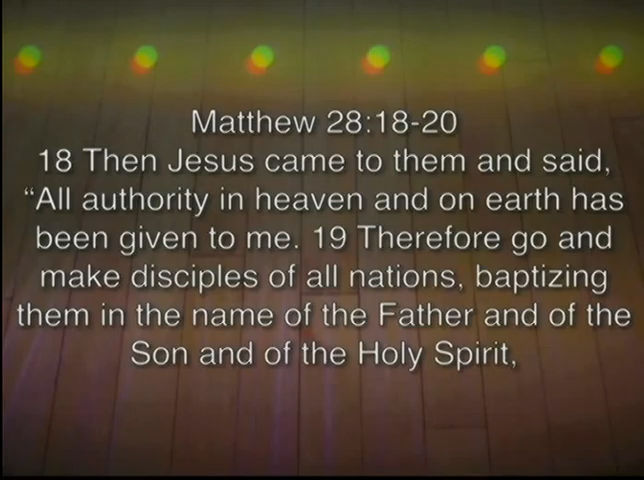 Matthew 28:18-20
18 Then Jesus came to them and said,
“All authority in heaven and on earth has
been given to me. 19 Therefore go and
make disciples of all nations, baptizing
them in the name of the Father and of the
Son and of the Holy Spirit,